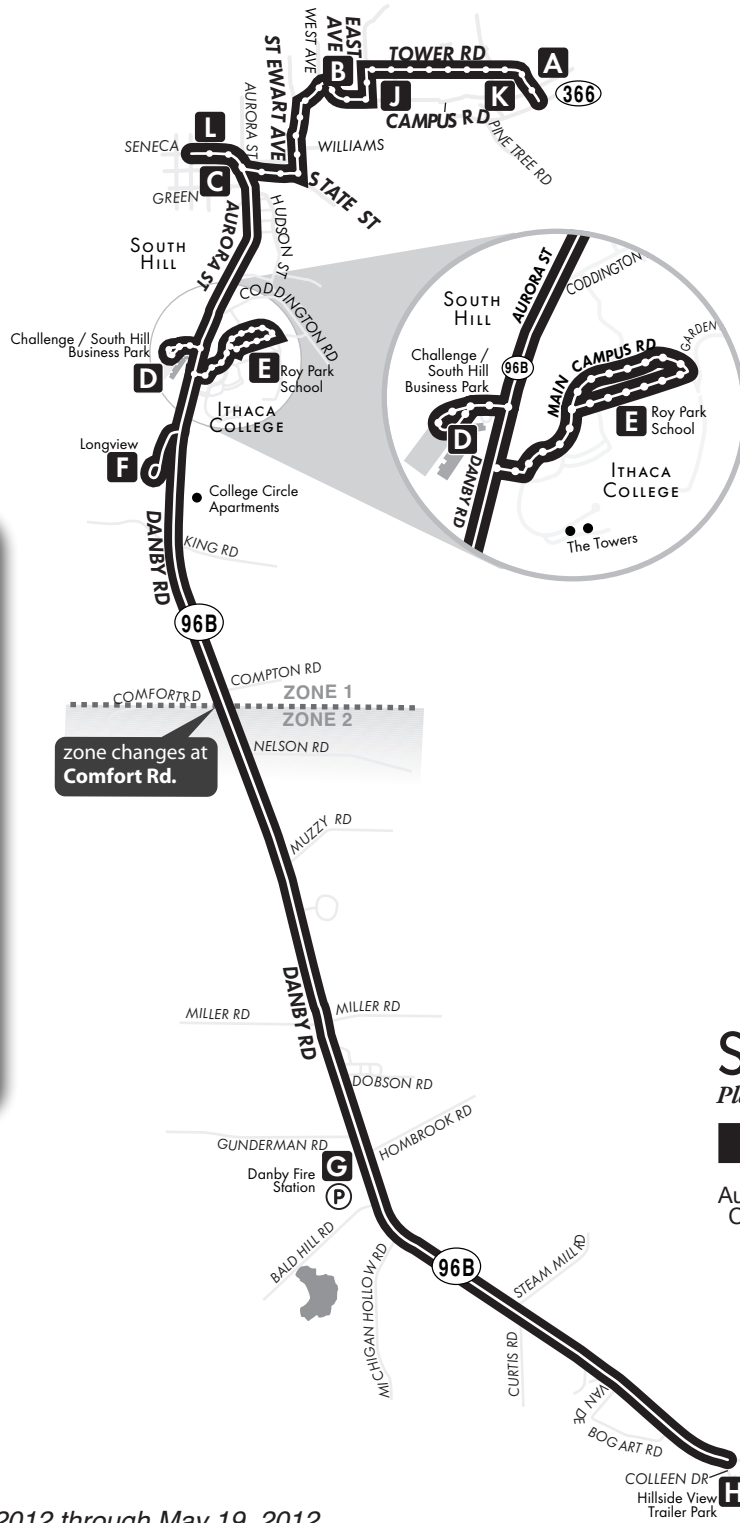 WEST AVE
EAST
AVE
TOWER RD
A
B
366
STEWART AVE
J
K
CAMPUS RD
AURORA ST
L
SENECA
WILLIAMS
PINE TREE RD
C
STATE ST
GREEN
HUDSON ST
AURORA ST
SOUTH
HILL
CODDINGTON RD
Challenge / South Hill
Business Park
D
E
Roy Park
School
ITHACA
COLLEGE
Longview
F
College Circle
Apartments
DANBY RD
KING RD
AURORA ST
CODDINGTON
SOUTH
HILL
Challenge /
South Hill
Business Park
96B
MAIN CAMPUS RD
GARDEN
D
E
Roy Park
School
DANBY RD
ITHACA
COLLEGE
The Towers
96B
COMPTON RD
COMFORT RD
ZONE 1
ZONE 2
zone changes at
Comfort Rd.
NELSON RD
MUZZY RD
DANBY RD
MILLER RD
MILLER RD
DOBSON RD
GUNDERMAN RD
HOMBROOK RD
Danby Fire
Station
G
P
BALD HILL RD
MICHIGAN HOLLOW RD
96B
STEAM MILL RD
CURTIS RD
VAN DE
BOGART RD
COLLEEN DR
Hillside View
Trailer Park
H
S
Au
C
2012 through May 19, 2012